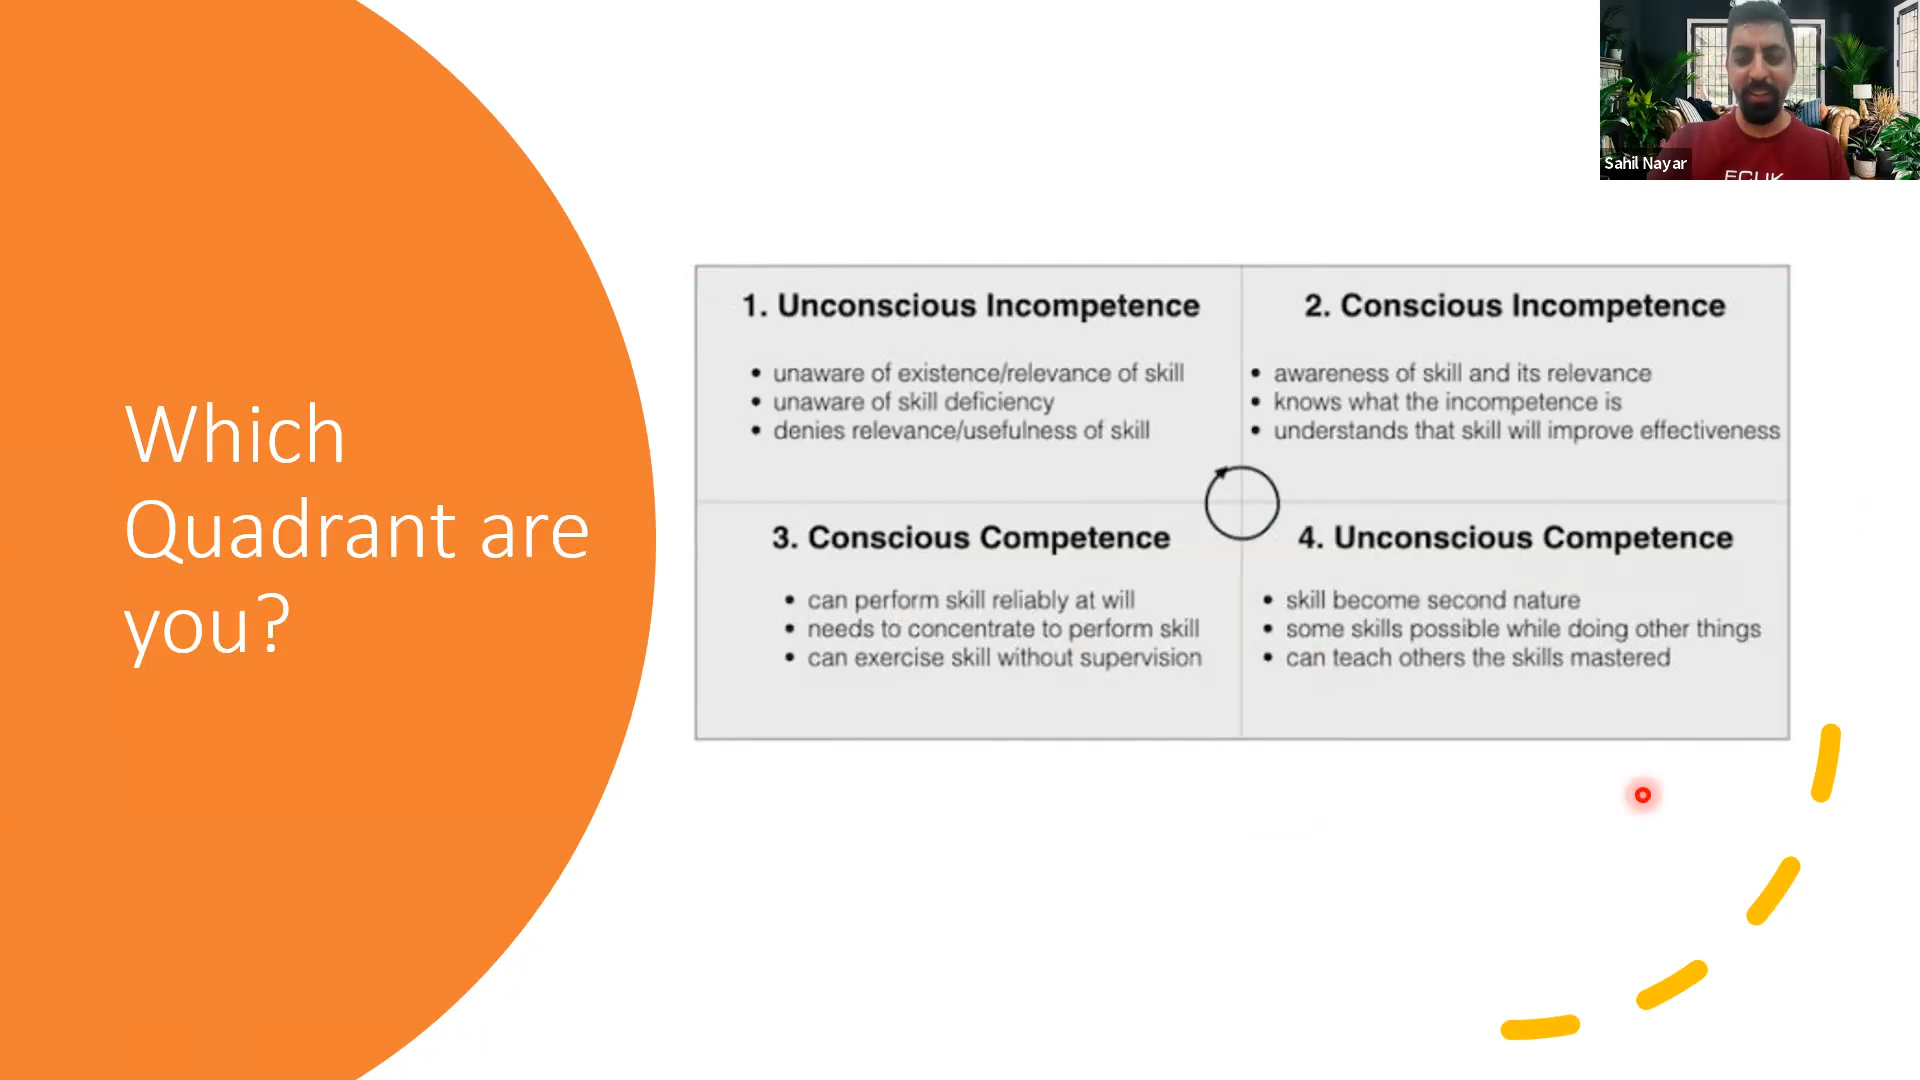 Sahil Nayar
Which
Quadrant are
you?
1. Unconscious Incompetence
• unaware of existence/relevance of skill
• unaware of skill deficiency
• denies relevance/usefulness of skill
2. Conscious Incompetence
• awareness of skill and its relevance
• knows what the incompetence is
• understands that skill will improve effectiveness
3. Conscious Competence
• can perform skill reliably at will
• needs to concentrate to perform skill
• can exercise skill without supervision
4. Unconscious Competence
• skill become second nature
• some skills possible while doing other things
• can teach others the skills mastered